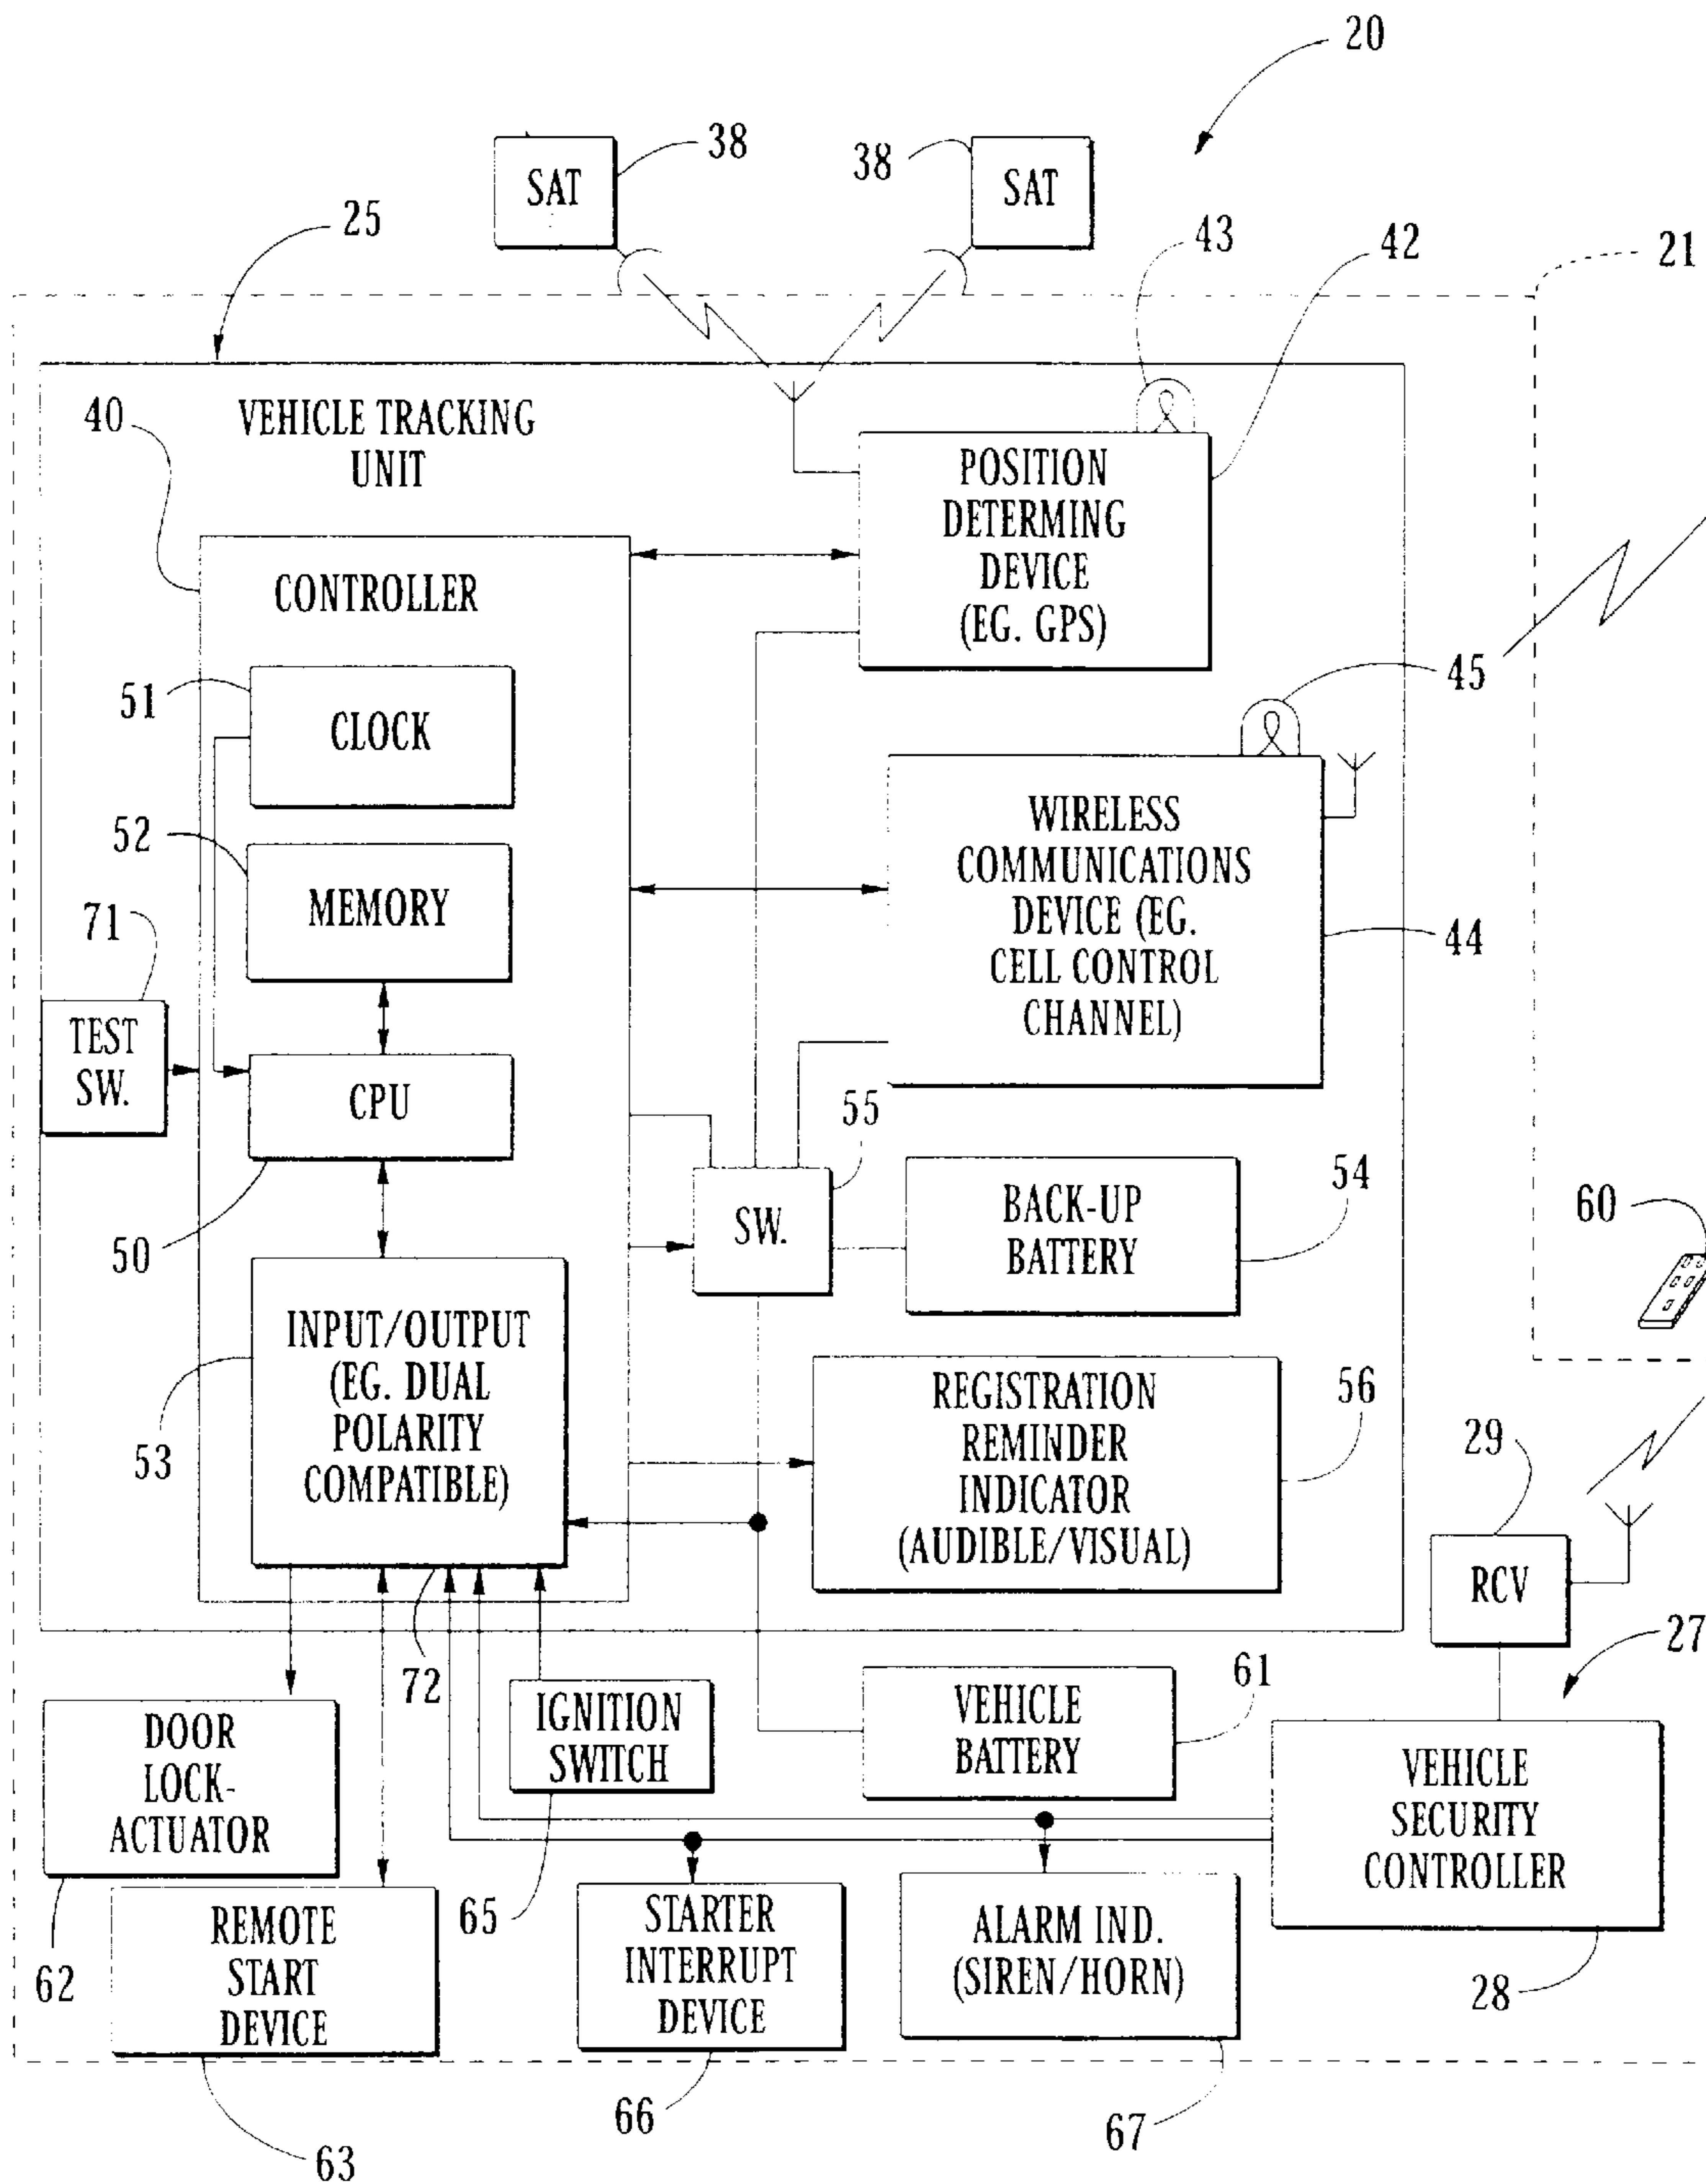 20
38
38
SAT
SAT
25
43
42
21
40
VEHICLE TRACKING
UNIT
POSITION
DETERMING
DEVICE
(EG. GPS)
CONTROLLER
45
51
CLOCK
WIRELESS
COMMUNICATIONS
DEVICE (EG.
CELL CONTROL
CHANNEL)
52
MEMORY
44
71
TEST
SW.
CPU
55
50
SW.
BACK-UP
BATTERY
54
60
INPUT/OUTPUT
(EG. DUAL
POLARITY
COMPATIBLE)
53
REGISTRATION
REMINDER
INDICATOR
(AUDIBLE/VISUAL)
56
29
RCV
72
27
61
DOOR
LOCK-
ACTUATOR
IGNITION
SWITCH
VEHICLE
BATTERY
VEHICLE
SECURITY
CONTROLLER
62
65
REMOTE
START
DEVICE
STARTER
INTERRUPT
DEVICE
ALARM IND.
(SIREN/HORN)
28
63
66
67